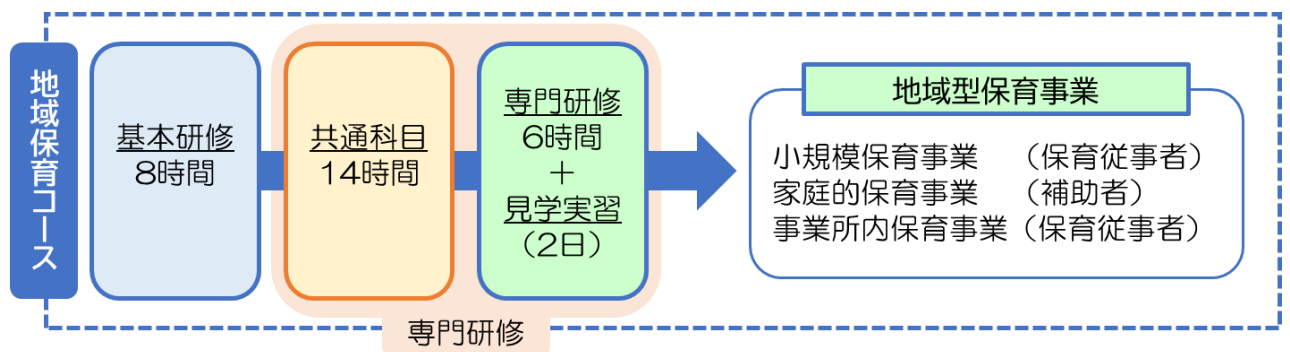 地域保育コース
基本研修
8時間
共通科目
14時間
専門研修
6時間
＋
見学実習
（2日）
専門研修
地域型保育事業
小規模保育事業　（保育従事者）
家庭的保育事業　（補助者）
事業所内保育事業（保育従事者）